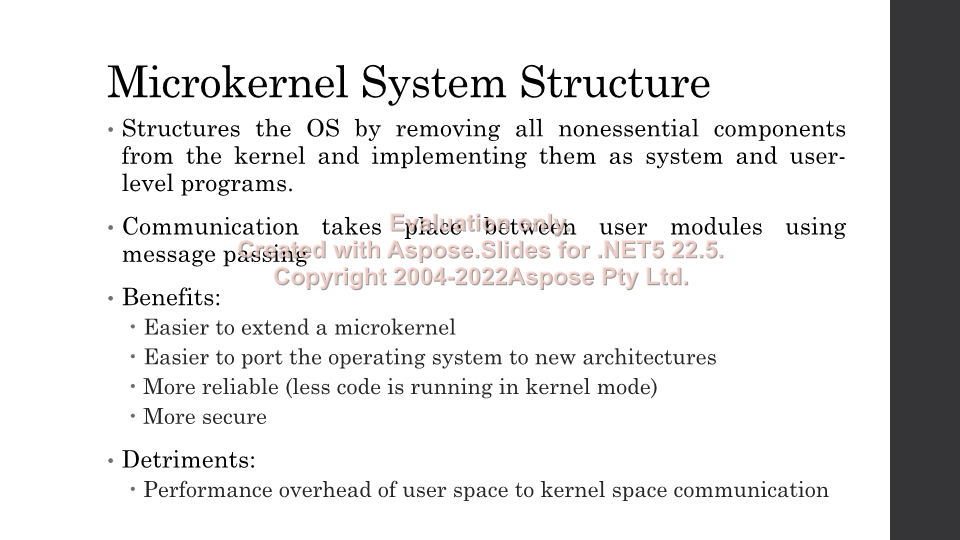 Microkernel System Structure
• Structures the OS by removing all nonessential components
from the kernel and implementing them as system and user-
level programs.
• Communication takes place between user modules using
message passing
Evaluation only.
Created with Aspose.Slides for .NET5 22.5.
Copyright 2004-2022Aspose Pty Ltd.
• Benefits:
• Easier to extend a microkernel
• Easier to port the operating system to new architectures
• More reliable (less code is running in kernel mode)
• More secure
• Detriments:
• Performance overhead of user space to kernel space communication